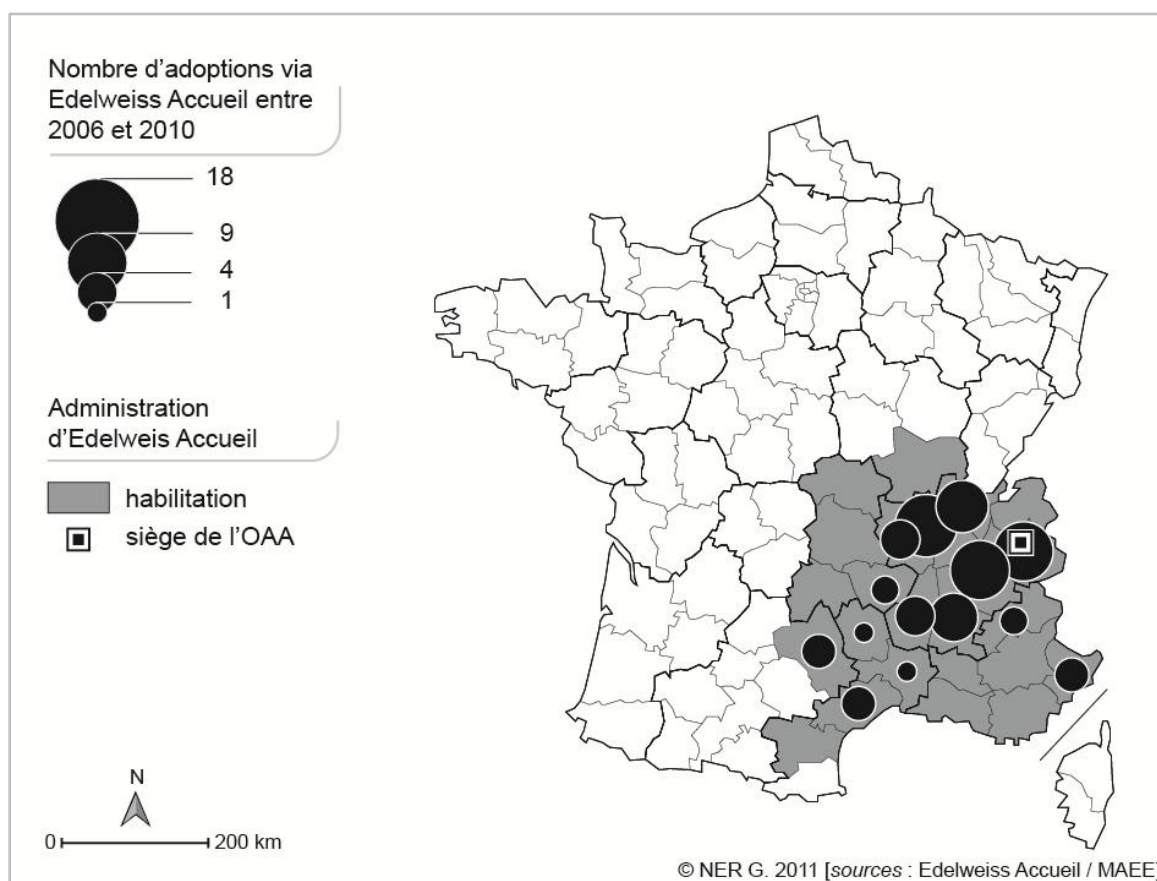 Nombre d'adoptions via
Edelweiss Accueil entre
2006 et 2010
18
9
4
1
Administration
d'Edelweis Accueil
habilitation
siège de l'OAA
N
0
200 km
© NER G. 2011 [sources : Edelweiss Accueil / MAEE]